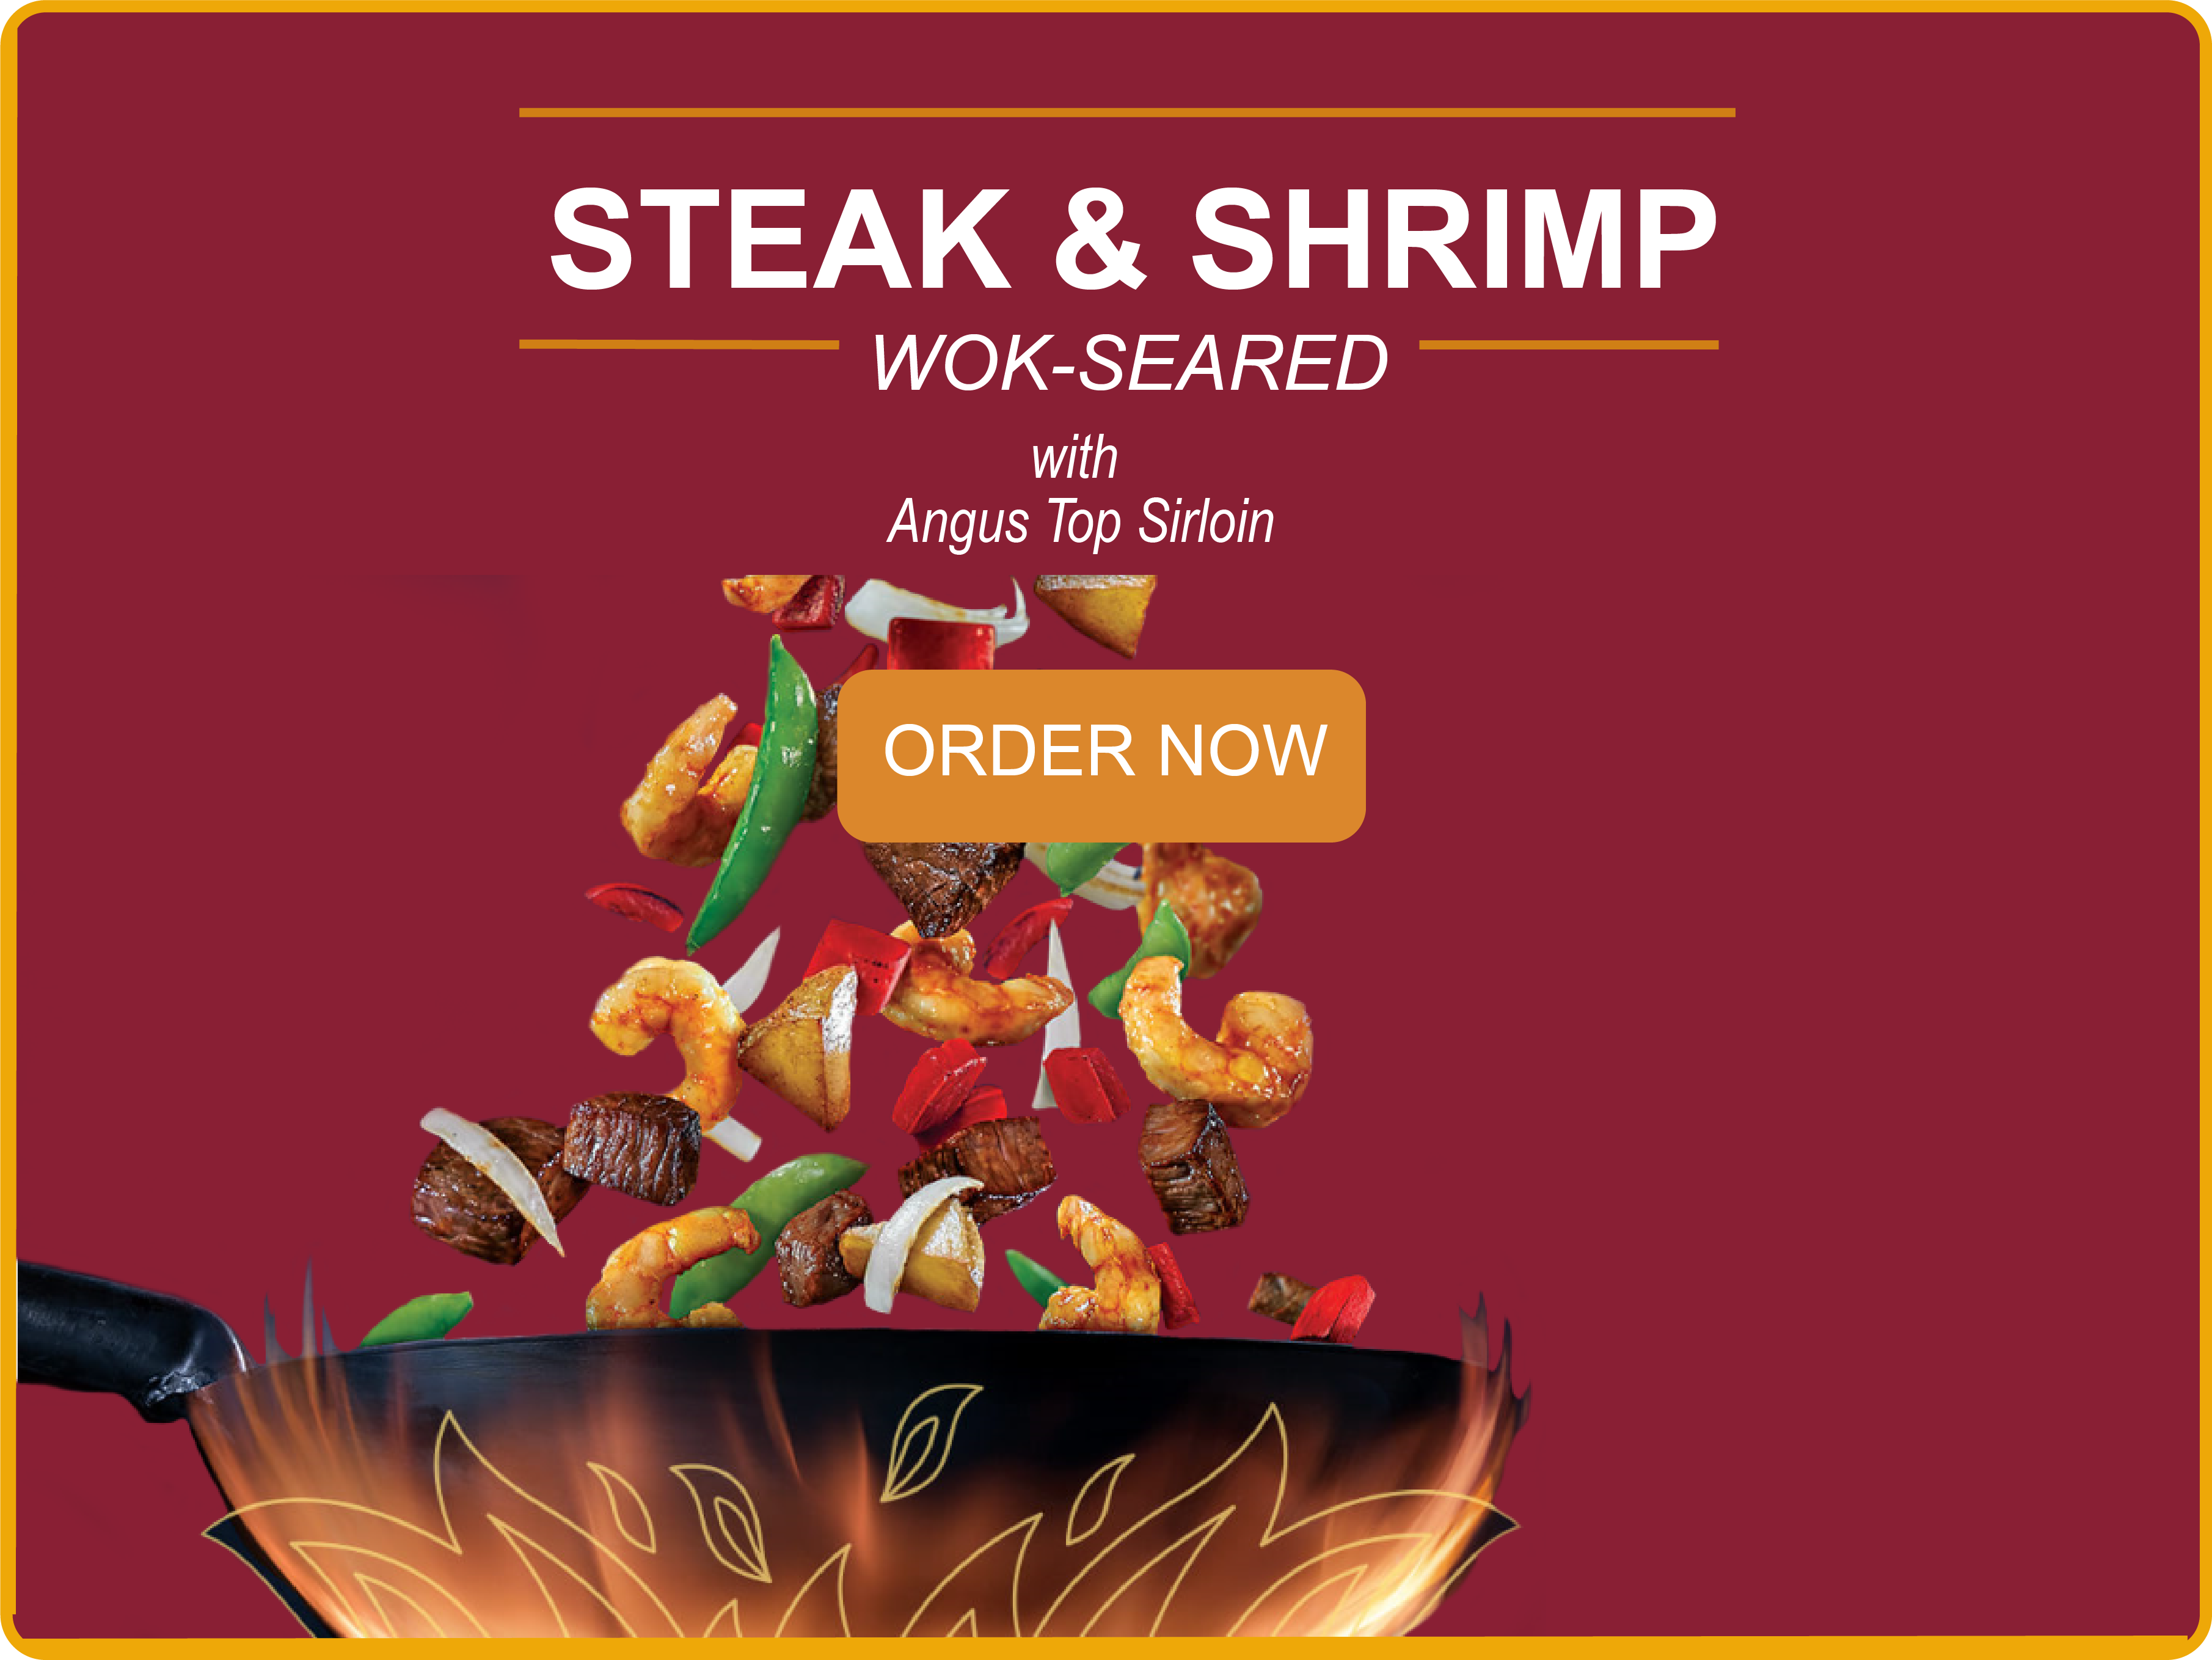 STEAK & SHRIMP
WOK-SEARED
with
Angus Top Sirloin
ORDER NOW